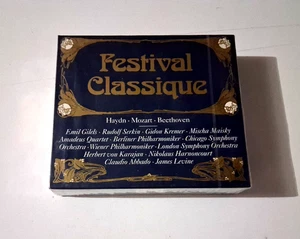 Festival
Classique
Haydn · Mozart · Beethoven
Emil Gilels · Rudolf Serkin · Gidon Kremer · Mischa Maisky
Amadeus Quartet · Berliner Philharmoniker · Chicago Symphony
Orchestra · Wiener Philharmoniker · London Symphony Orchestra
Herbert von Karajan · Nikolaus Harnoncourt
Claudio Abbado · James Levine